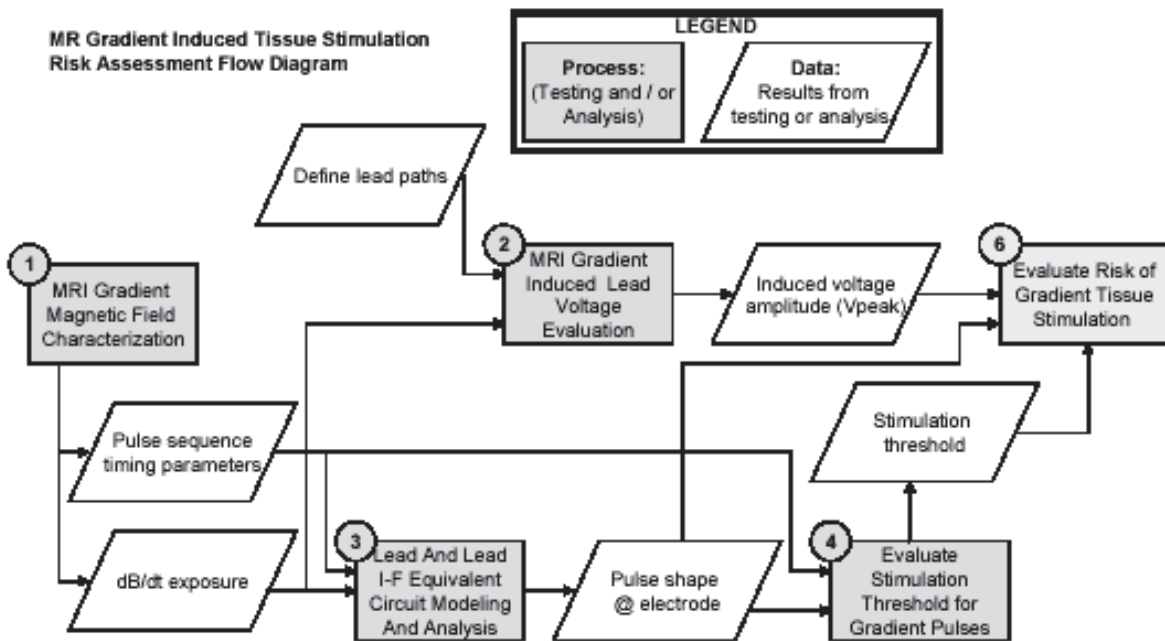 MR Gradient Induced Tissue Stimulation
Risk Assessment Flow Diagram
LEGEND
Process:
(Testing and / or
Analysis)
Data:
Results from
testing or analysis
Define lead paths
1
MRI Gradient
Magnetic Field
Characterization
2
MRI Gradient
Induced Lead
Voltage
Evaluation
Induced voltage
amplitude (Vpeak)
6
Evaluate Risk of
Gradient Tissue
Stimulation
Pulse sequence
timing parameters
Stimulation
threshold
dB/dt exposure
3
Lead And Lead
I-F Equivalent
Circuit Modeling
And Analysis
Pulse shape
@ electrode
4
Evaluate
Stimulation
Threshold for
Gradient Pulses